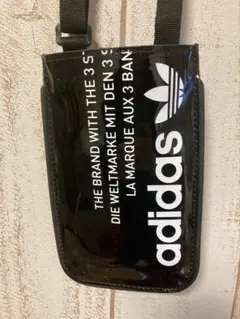 THE BRAND WITH THE 3 S
DIE WELTMARKE MIT DEN 3 S
LA MARQUE AUX 3 BAN
adidas